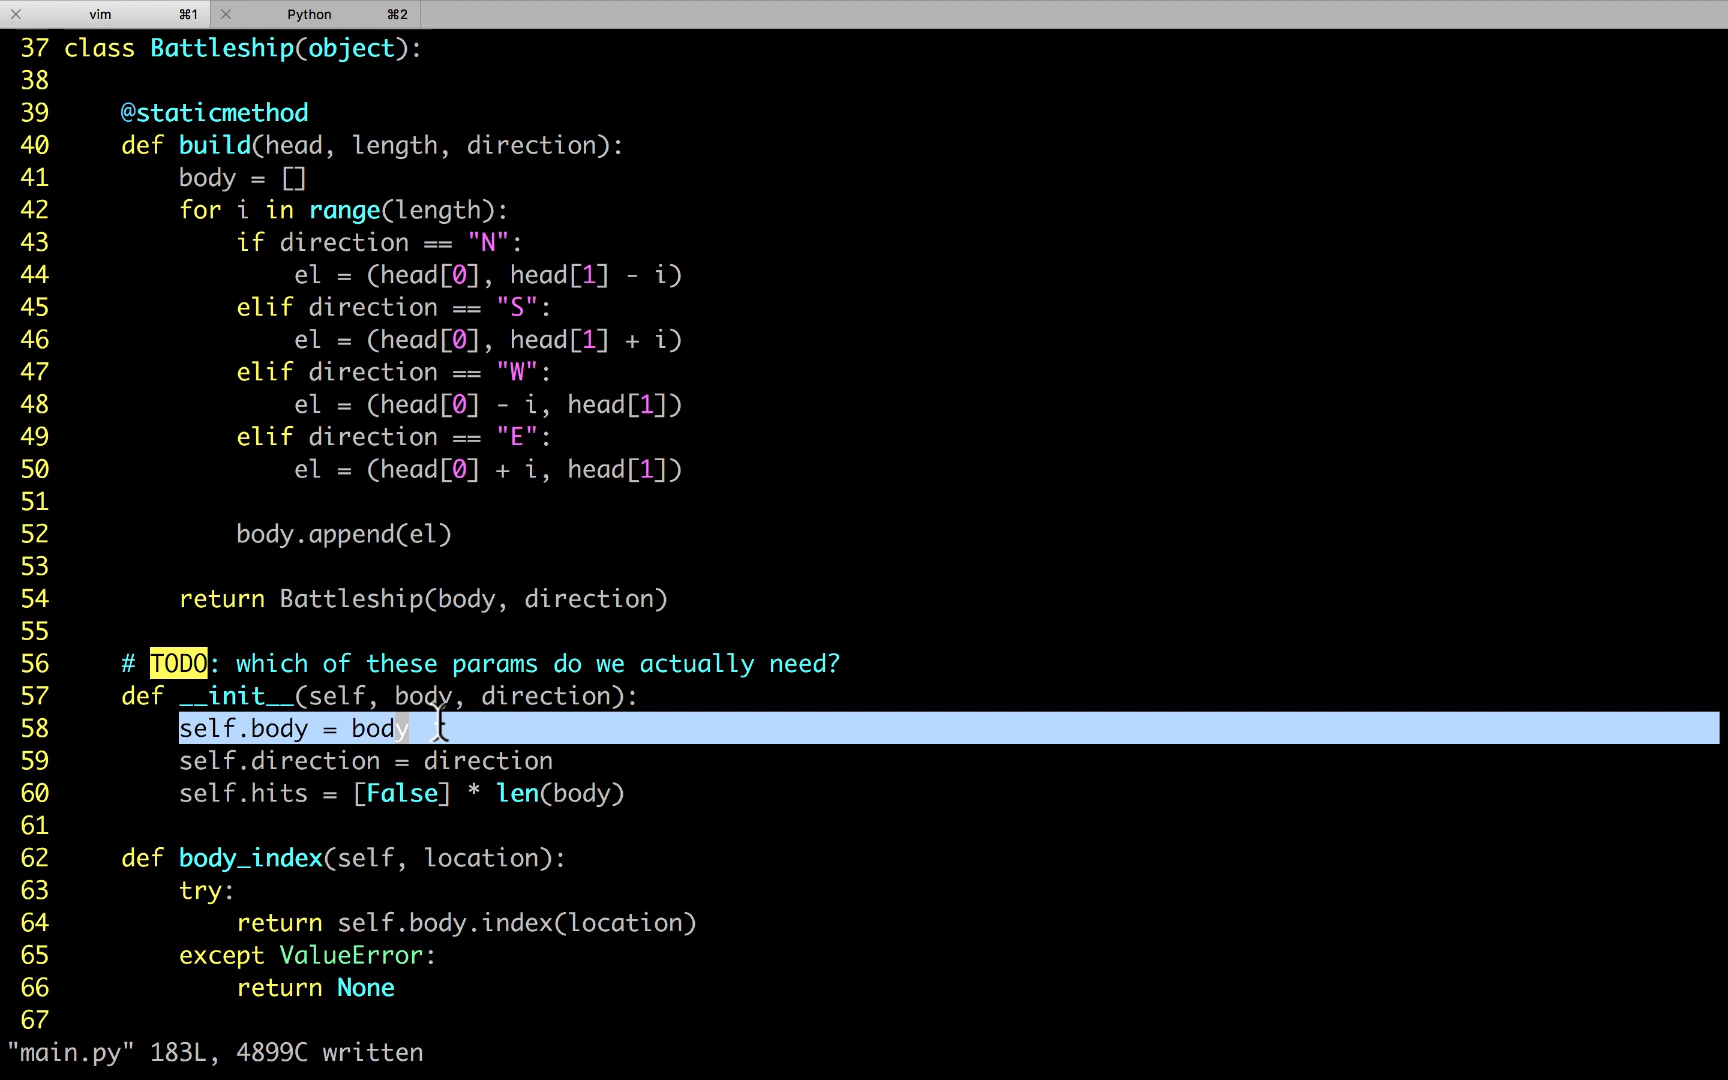 vim ⌘1 Python ⌘2
37 class Battleship(object):
38
39     @staticmethod
40     def build(head, length, direction):
41         body = []
42         for i in range(length):
43             if direction == "N":
44                 el = (head[0], head[1] - i)
45             elif direction == "S":
46                 el = (head[0], head[1] + i)
47             elif direction == "W":
48                 el = (head[0] - i, head[1])
49             elif direction == "E":
50                 el = (head[0] + i, head[1])
51
52             body.append(el)
53
54         return Battleship(body, direction)
55
56     # TODO: which of these params do we actually need?
57     def __init__(self, body, direction):
58         self.body = body
59         self.direction = direction
60         self.hits = [False] * len(body)
61
62     def body_index(self, location):
63         try:
64             return self.body.index(location)
65         except ValueError:
66             return None
67
"main.py" 183L, 4899C written